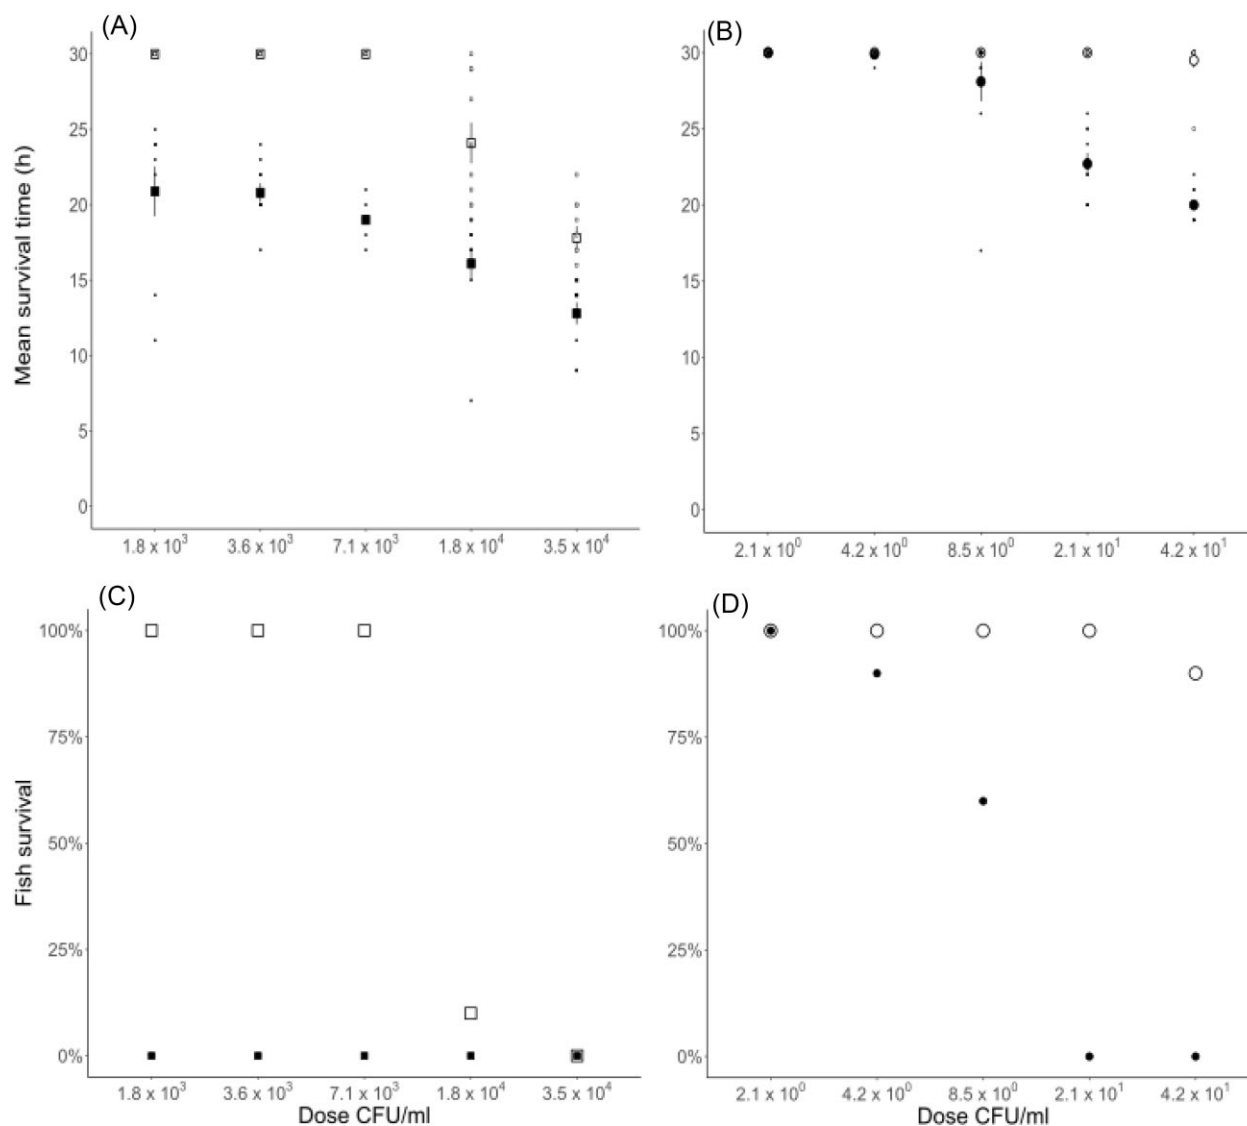 (A)
Mean survival time (h)
30
25
20
15
10
5
0
1.8 x 10³ 3.6 x 10³ 7.1 x 10³ 1.8 x 10⁴ 3.5 x 10⁴
(B)
30
25
20
15
10
5
0
2.1 x 10⁰ 4.2 x 10⁰ 8.5 x 10⁰ 2.1 x 10¹ 4.2 x 10¹
(C)
Fish survival
100%
75%
50%
25%
0%
1.8 x 10³ 3.6 x 10³ 7.1 x 10³ 1.8 x 10⁴ 3.5 x 10⁴
Dose CFU/ml
(D)
100%
75%
50%
25%
0%
2.1 x 10⁰ 4.2 x 10⁰ 8.5 x 10⁰ 2.1 x 10¹ 4.2 x 10¹
Dose CFU/ml